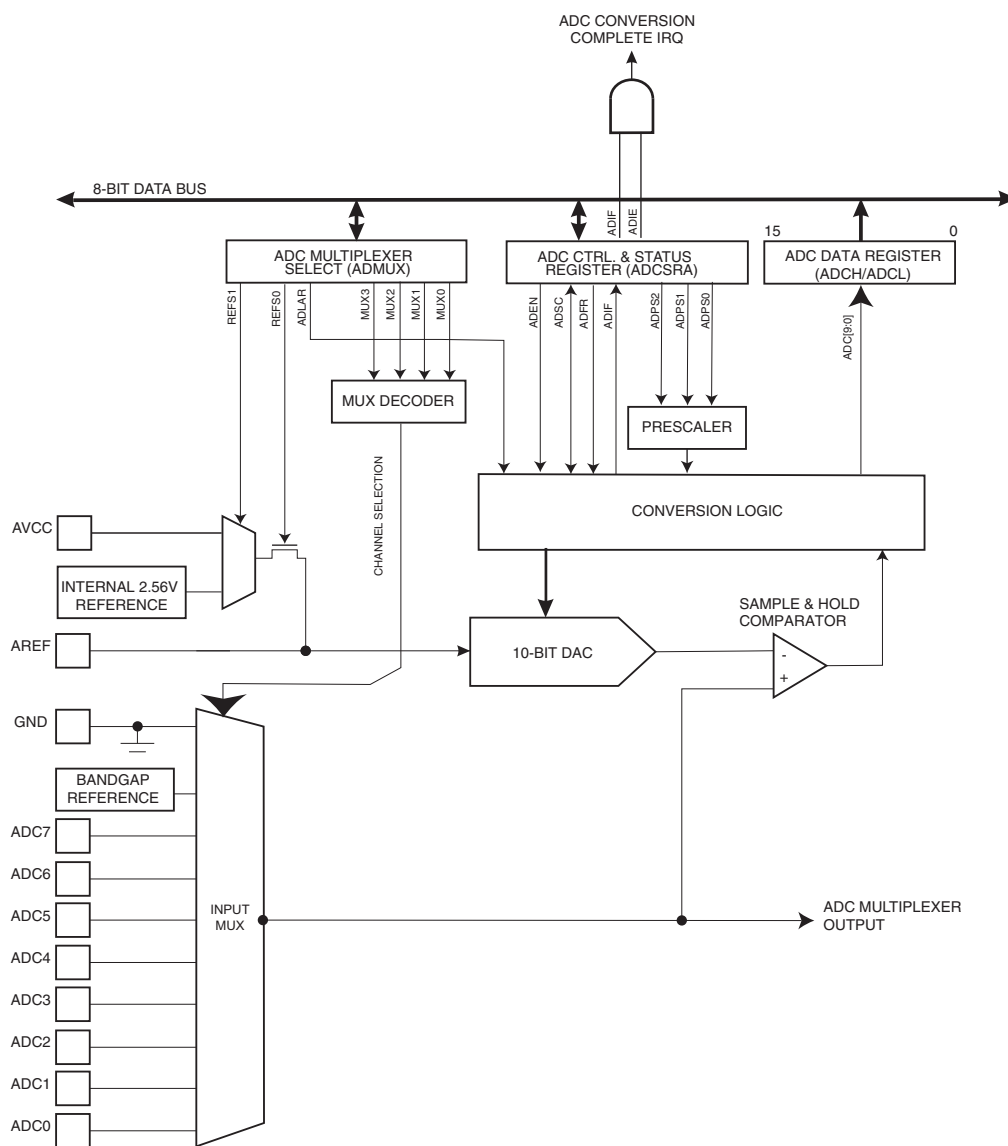 ADC CONVERSION
COMPLETE IRQ
8-BIT DATA BUS
ADIF
ADIE
15
0
ADC MULTIPLEXER
SELECT (ADMUX)
ADC CTRL. & STATUS
REGISTER (ADCSRA)
ADC DATA REGISTER
(ADCH/ADCL)
REFS1
REFS0
ADLAR
MUX3
MUX2
MUX1
MUX0
ADEN
ADSC
ADFR
ADIF
ADPS2
ADPS1
ADPS0
ADC[9:0]
MUX DECODER
PRESCALER
CHANNEL SELECTION
CONVERSION LOGIC
AVCC
INTERNAL 2.56V
REFERENCE
SAMPLE & HOLD
COMPARATOR
AREF
10-BIT DAC
-
+
GND
BANDGAP
REFERENCE
ADC7
ADC6
ADC5
INPUT
MUX
ADC MULTIPLEXER
OUTPUT
ADC4
ADC3
ADC2
ADC1
ADC0